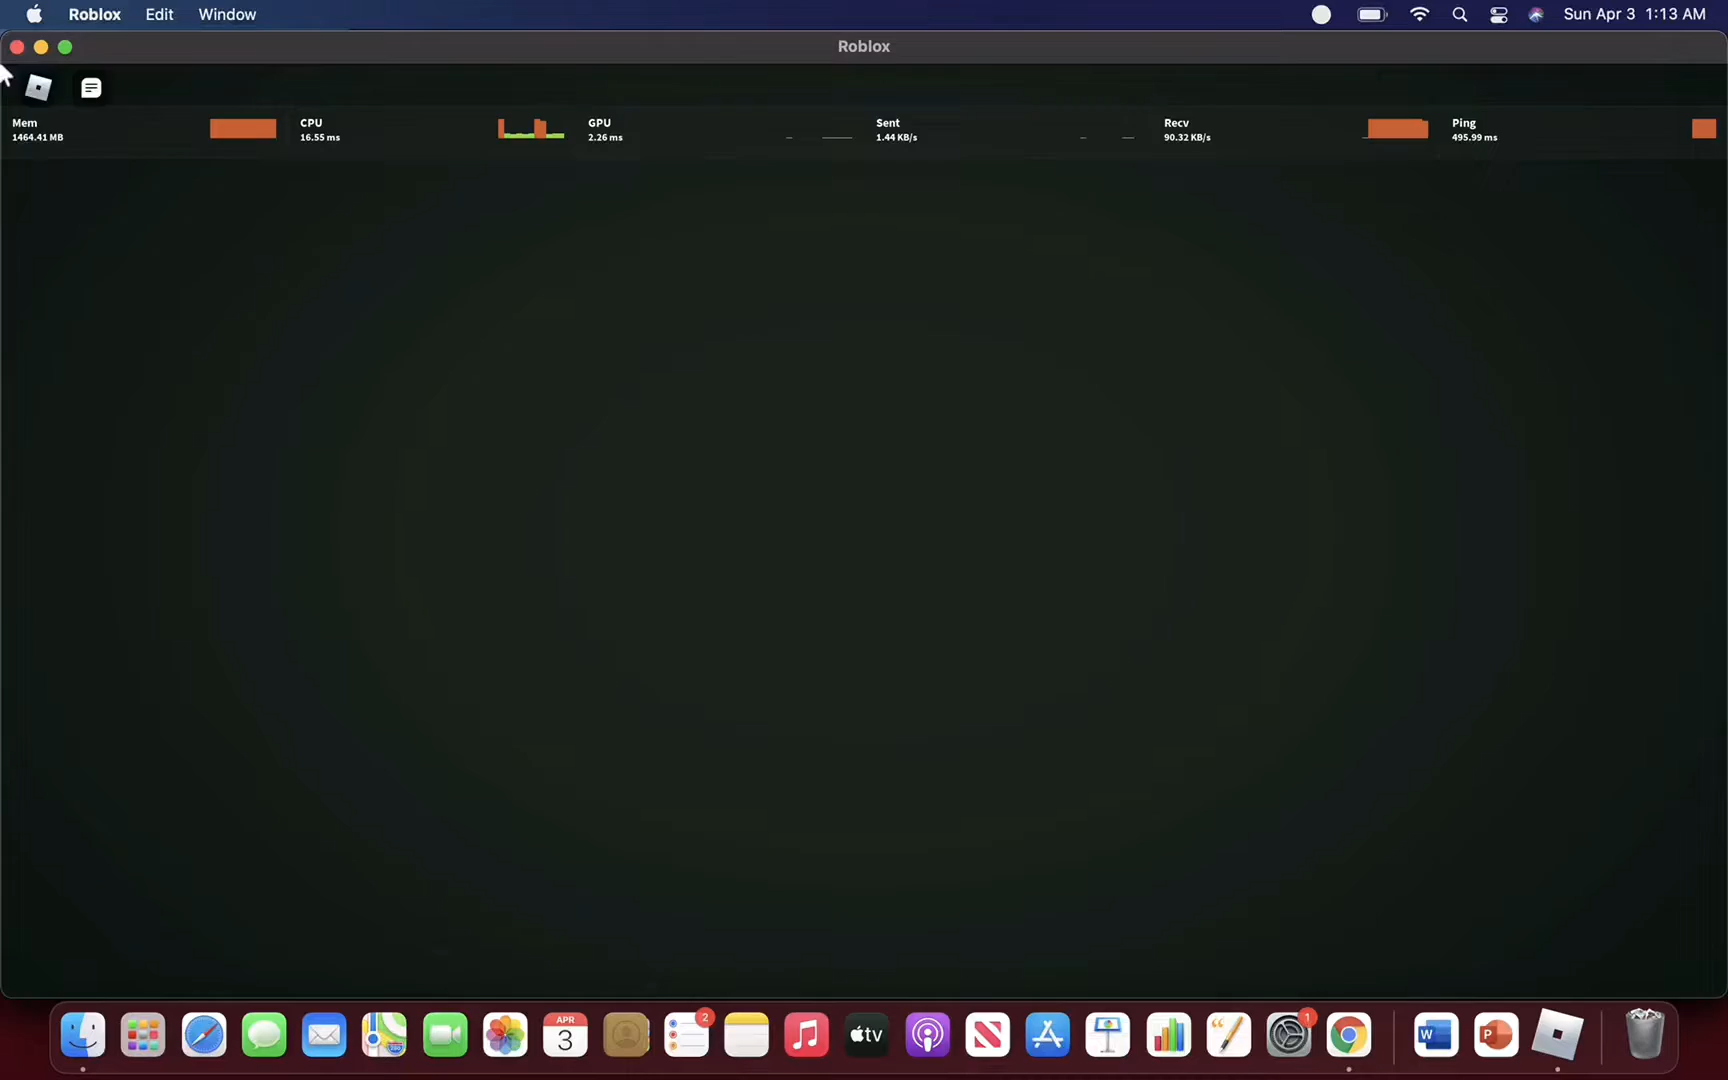 Roblox Edit Window Sun Apr 3 1:13 AM
Roblox
Mem CPU GPU Sent Recv Ping
1464.41 MB 16.55 ms 2.26 ms 1.44 KB/s 90.32 KB/s 495.99 ms
APR 2 tv 1 W P
3